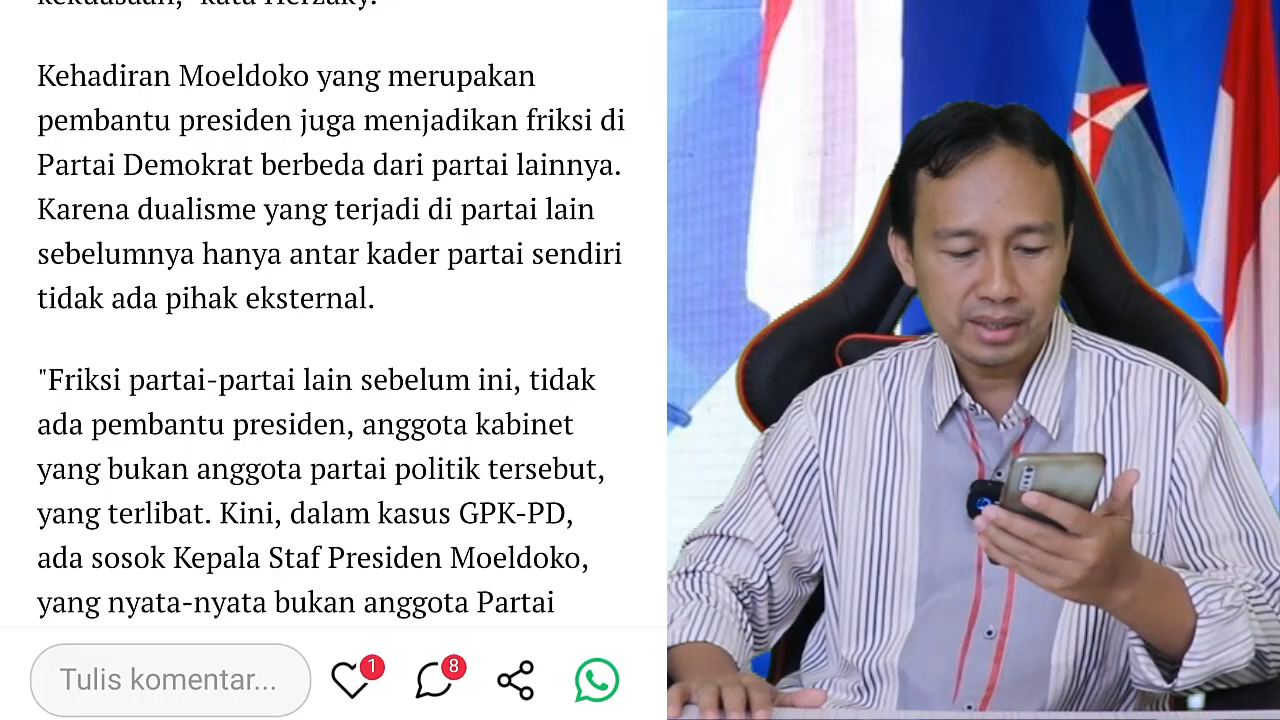 kekuasaan," kata Herzaky.
Kehadiran Moeldoko yang merupakan
pembantu presiden juga menjadikan friksi di
Partai Demokrat berbeda dari partai lainnya.
Karena dualisme yang terjadi di partai lain
sebelumnya hanya antar kader partai sendiri
tidak ada pihak eksternal.
"Friksi partai-partai lain sebelum ini, tidak
ada pembantu presiden, anggota kabinet
yang bukan anggota partai politik tersebut,
yang terlibat. Kini, dalam kasus GPK-PD,
ada sosok Kepala Staf Presiden Moeldoko,
yang nyata-nyata bukan anggota Partai
Tulis komentar...
1
8